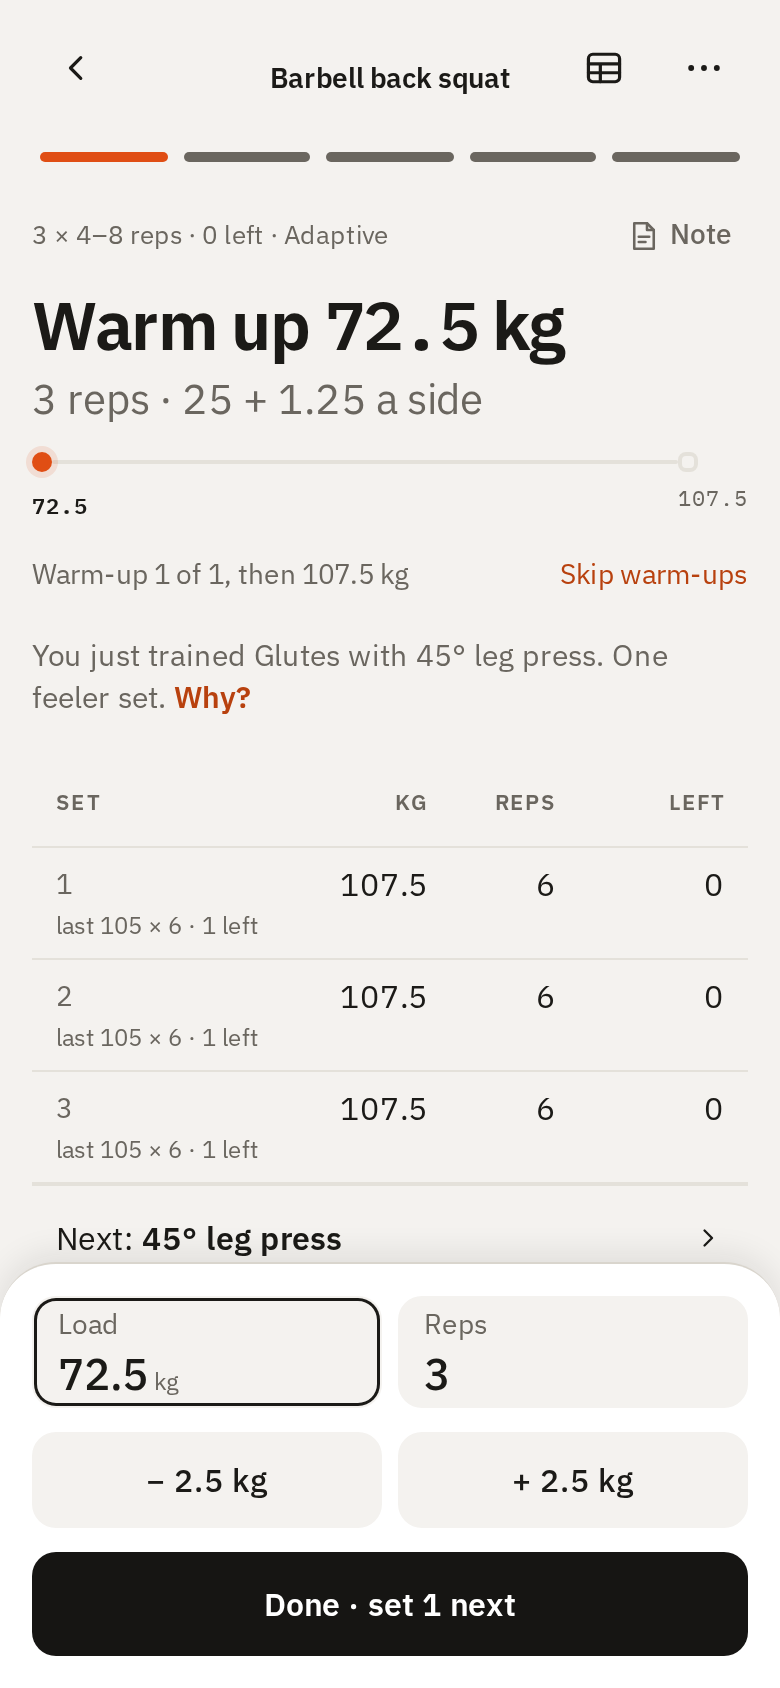 Barbell back squat
3 × 4–8 reps · 0 left · Adaptive
Note
Warm up 72.5 kg
3 reps · 25 + 1.25 a side
72.5
107.5
Warm-up 1 of 1, then 107.5 kg
Skip warm-ups
You just trained Glutes with 45° leg press. One
feeler set. Why?
SET KG REPS LEFT
1 107.5 6 0
last 105 × 6 · 1 left
2 107.5 6 0
last 105 × 6 · 1 left
3 107.5 6 0
last 105 × 6 · 1 left
Next: 45° leg press
Load
72.5 kg
Reps
3
− 2.5 kg
+ 2.5 kg
Done · set 1 next